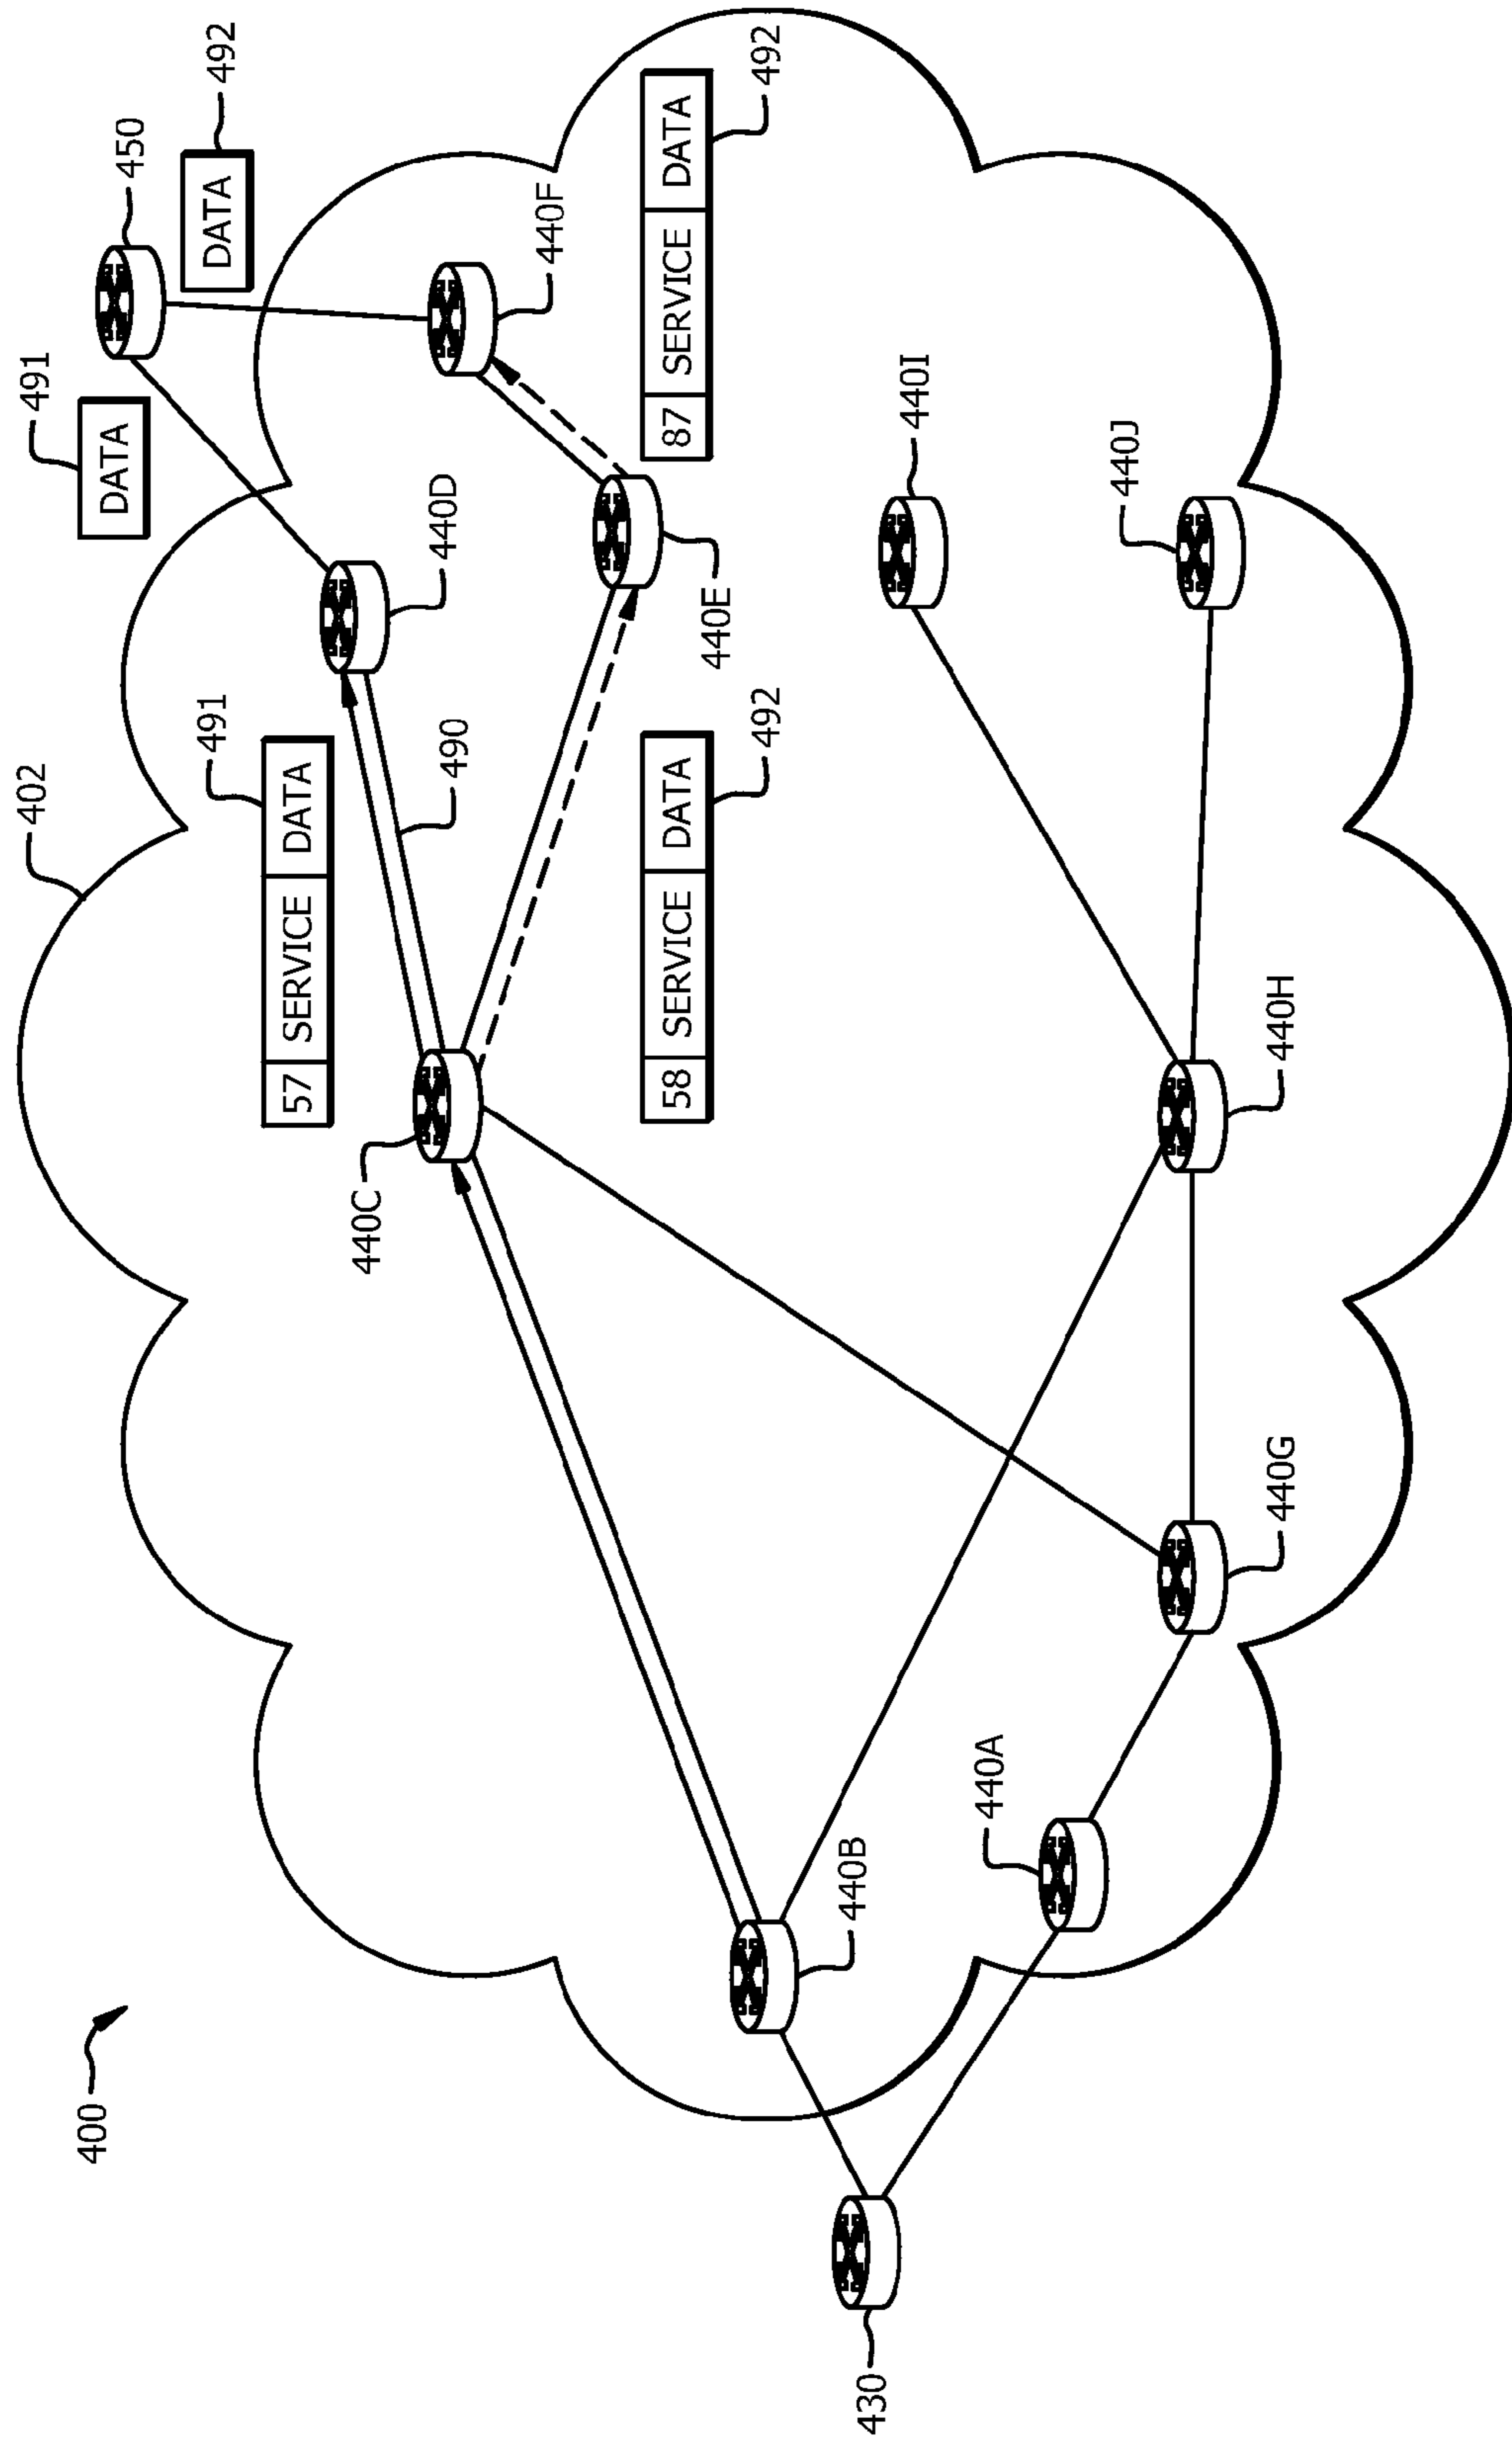 400
402
491
DATA
450
DATA
492
491
57 SERVICE DATA
490
440D
440F
440C
58 SERVICE DATA
492
440E
87 SERVICE DATA
492
440I
440J
440B
440A
440G
440H
430